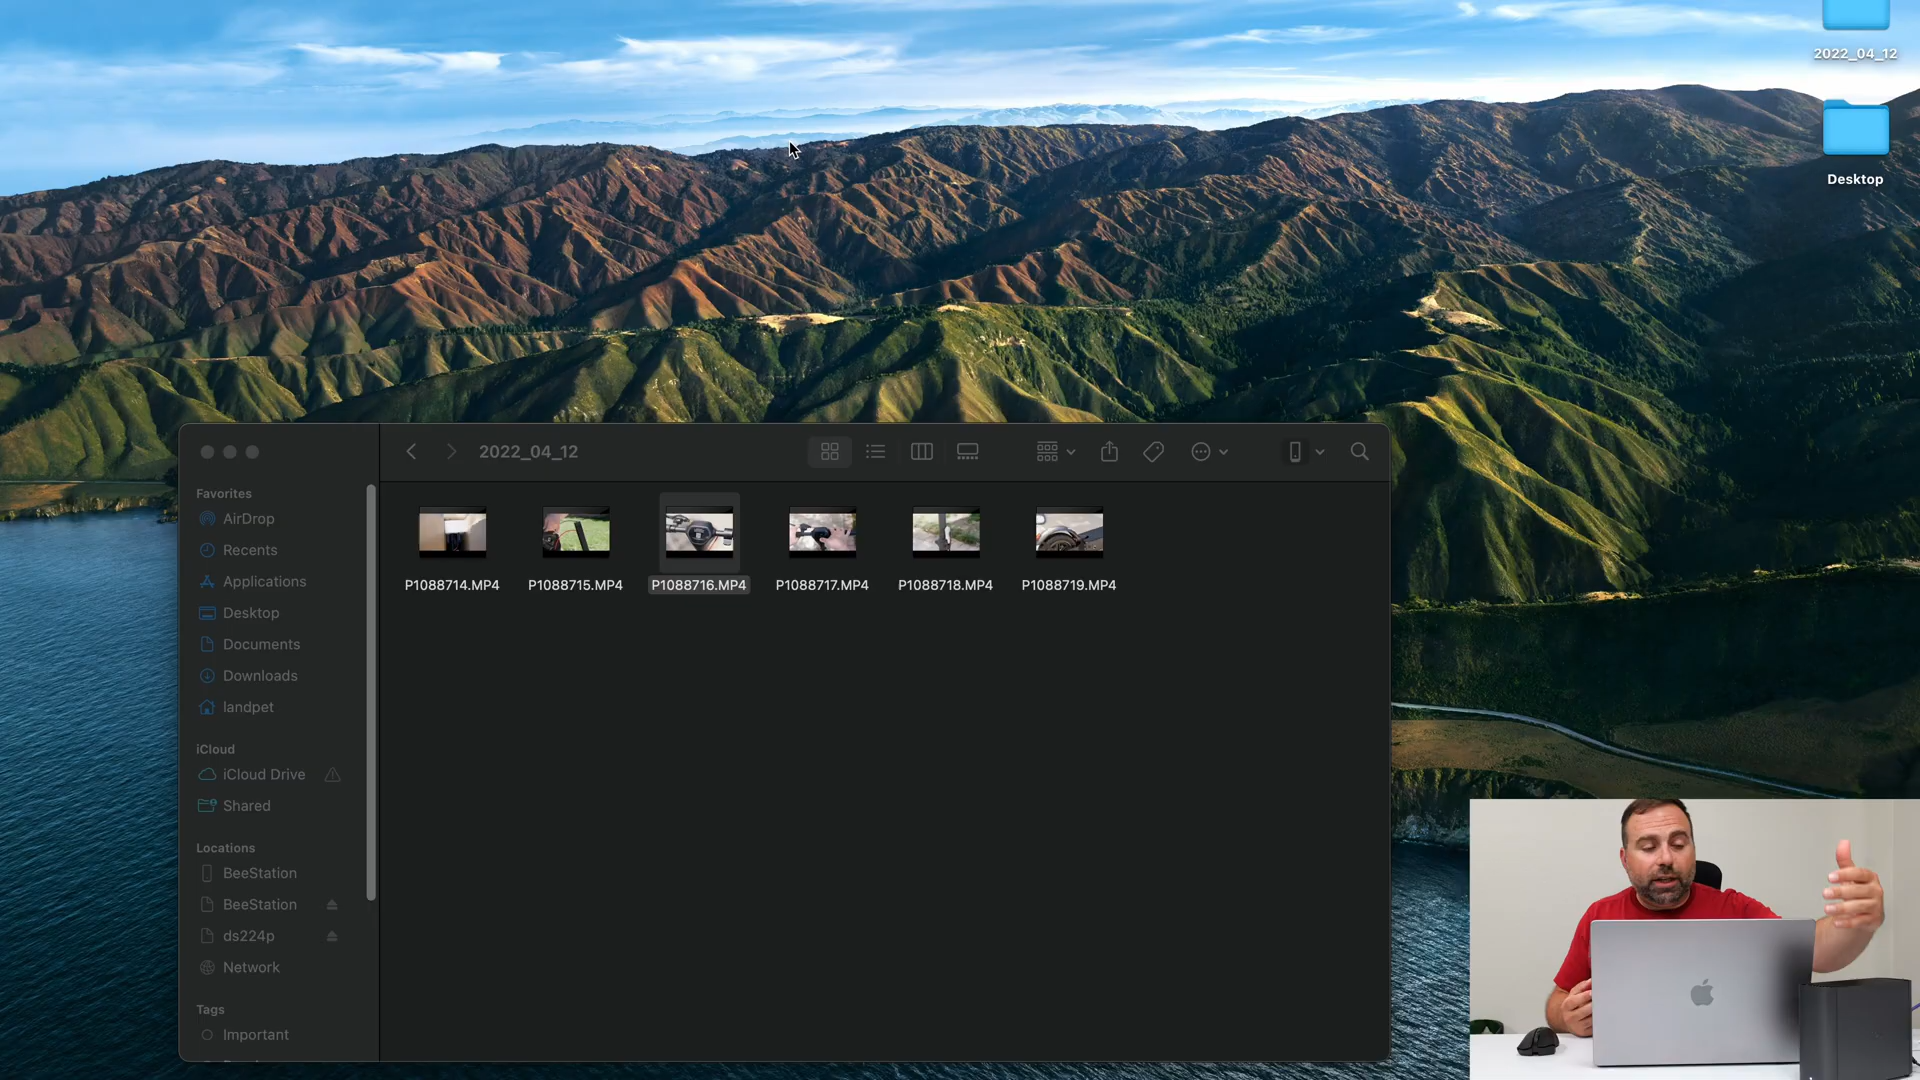 2022_04_12
Desktop
2022_04_12
Favorites
AirDrop
Recents
Applications
Desktop
Documents
Downloads
landpet
iCloud
iCloud Drive
Shared
Locations
BeeStation
BeeStation
ds224p
Network
Tags
Important
P1088714.MP4
P1088715.MP4
P1088716.MP4
P1088717.MP4
P1088718.MP4
P1088719.MP4